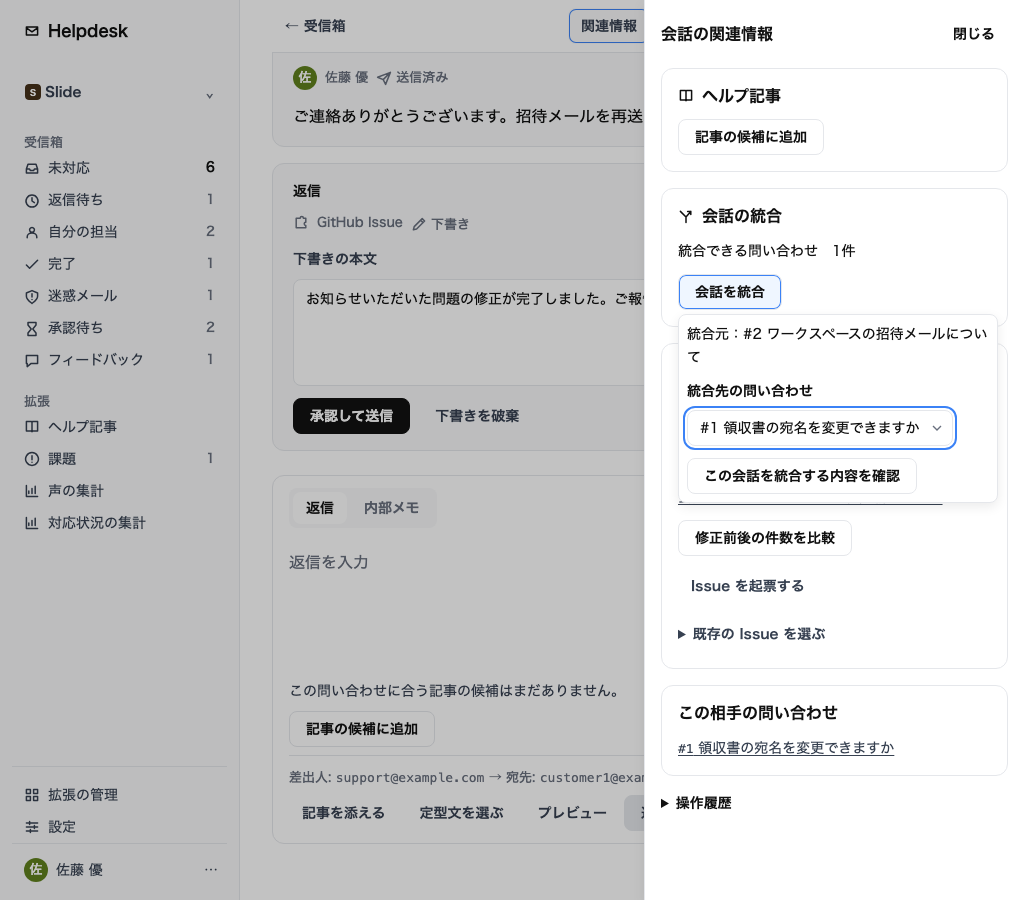 Helpdesk
S Slide
受信箱
未対応 6
返信待ち 1
自分の担当 2
完了 1
迷惑メール 1
承認待ち 2
フィードバック 1
拡張
ヘルプ記事
課題 1
声の集計
対応状況の集計
拡張の管理
設定
佐 佐藤 優 ...
← 受信箱
関連情報
佐 佐藤 優 送信済み
ご連絡ありがとうございます。招待メールを再送
返信
GitHub Issue 下書き
下書きの本文
お知らせいただいた問題の修正が完了しました。ご報
承認して送信 下書きを破棄
返信 内部メモ
返信を入力
この問い合わせに合う記事の候補はまだありません。
記事の候補に追加
差出人: support@example.com → 宛先: customer1@exam
記事を添える 定型文を選ぶ プレビュー
会話の関連情報 閉じる
ヘルプ記事
記事の候補に追加
会話の統合
統合できる問い合わせ 1件
会話を統合
統合元：#2 ワークスペースの招待メールについ
て
統合先の問い合わせ
#1 領収書の宛名を変更できますか
この会話を統合する内容を確認
修正前後の件数を比較
Issue を起票する
▶ 既存の Issue を選ぶ
この相手の問い合わせ
#1 領収書の宛名を変更できますか
▶ 操作履歴